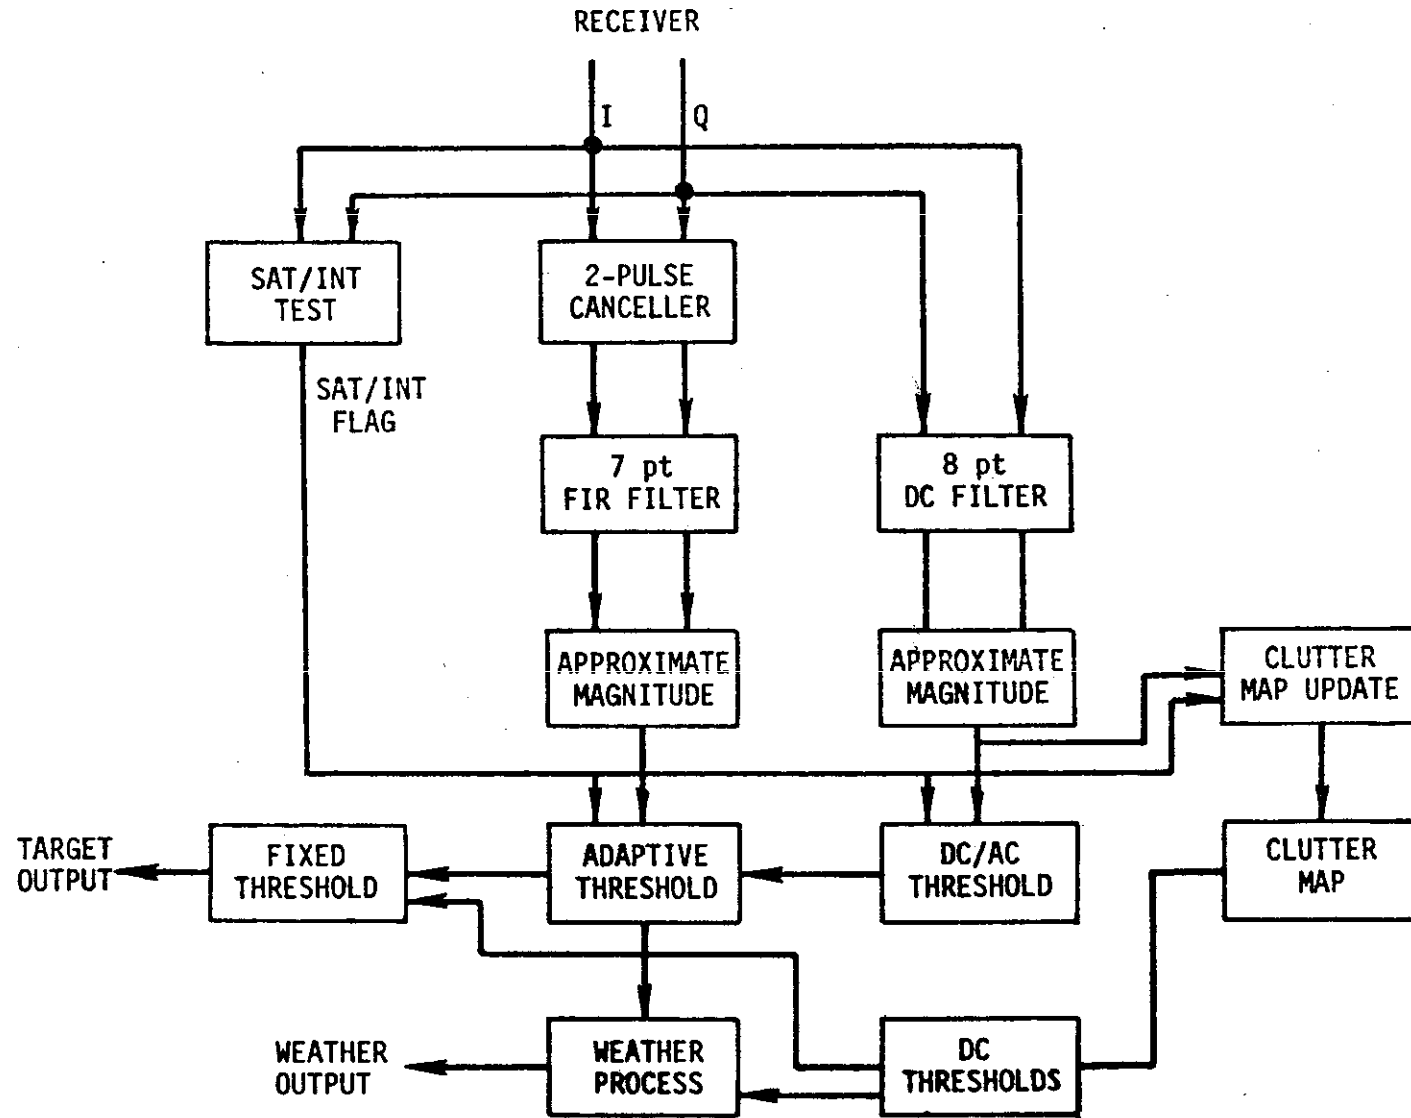 RECEIVER
I
Q
SAT/INT
TEST
2-PULSE
CANCELLER
SAT/INT
FLAG
7 pt
FIR FILTER
8 pt
DC FILTER
APPROXIMATE
MAGNITUDE
APPROXIMATE
MAGNITUDE
CLUTTER
MAP UPDATE
TARGET
OUTPUT
FIXED
THRESHOLD
ADAPTIVE
THRESHOLD
DC/AC
THRESHOLD
CLUTTER
MAP
WEATHER
OUTPUT
WEATHER
PROCESS
DC
THRESHOLDS